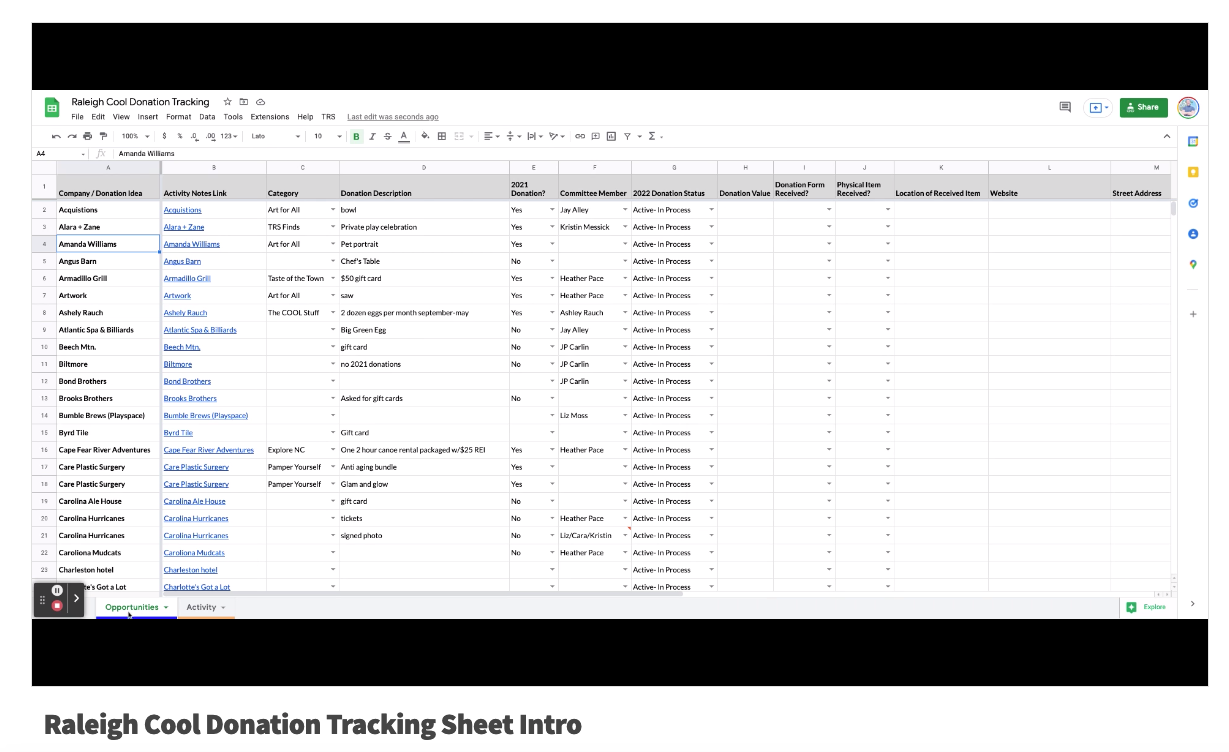 Raleigh Cool Donation Tracking
File Edit View Insert Format Data Tools Extensions Help TRS Last edit was seconds ago
Share
100% $ % .0 .00 123 Lato 10 B I S A
A4 fx Amanda Williams
A B C D E F G H I J K L M
1 Company / Donation Idea Activity Notes Link Category Donation Description 2021 Donation? Committee Member 2022 Donation Status Donation Value Donation Form Received? Physical Item Received? Location of Received Item Website Street Address
2 Acquistions Acquistions Art for All bowl Yes Jay Alley Active- In Process
3 Alara + Zane Alara + Zane TRS Finds Private play celebration Yes Kristin Messick Active- In Process
4 Amanda Williams Amanda Williams Art for All Pet portrait Yes Active- In Process
5 Angus Barn Angus Barn Chef's Table No Active- In Process
6 Armadillo Grill Armadillo Grill Taste of the Town $50 gift card Yes Heather Pace Active- In Process
7 Artwork Artwork Art for All saw Yes Heather Pace Active- In Process
8 Ashely Rauch Ashely Rauch The COOL Stuff 2 dozen eggs per month september-may Yes Ashley Rauch Active- In Process
9 Atlantic Spa & Billiards Atlantic Spa & Billiards Big Green Egg No Jay Alley Active- In Process
10 Beech Mtn. Beech Mtn. gift card No JP Carlin Active- In Process
11 Biltmore Biltmore no 2021 donations No JP Carlin Active- In Process
12 Bond Brothers Bond Brothers JP Carlin Active- In Process
13 Brooks Brothers Brooks Brothers Asked for gift cards No Active- In Process
14 Bumble Brews (Playspace) Bumble Brews (Playspace) Liz Moss Active- In Process
15 Byrd Tile Byrd Tile Gift card Active- In Process
16 Cape Fear River Adventures Cape Fear River Adventures Explore NC One 2 hour canoe rental packaged w/$25 REI Yes Heather Pace Active- In Process
17 Care Plastic Surgery Care Plastic Surgery Pamper Yourself Anti aging bundle Yes Active- In Process
18 Care Plastic Surgery Care Plastic Surgery Pamper Yourself Glam and glow Yes Active- In Process
19 Carolina Ale House Carolina Ale House gift card No Active- In Process
20 Carolina Hurricanes Carolina Hurricanes tickets No Heather Pace Active- In Process
21 Carolina Hurricanes Carolina Hurricanes signed photo No Liz/Cara/Kristin Active- In Process
22 Caroliona Mudcats Caroliona Mudcats No Heather Pace Active- In Process
23 Charleston hotel Charleston hotel Active- In Process
te's Got a Lot Charlotte's Got a Lot Active- In Process
Opportunities Activity Explore
Raleigh Cool Donation Tracking Sheet Intro